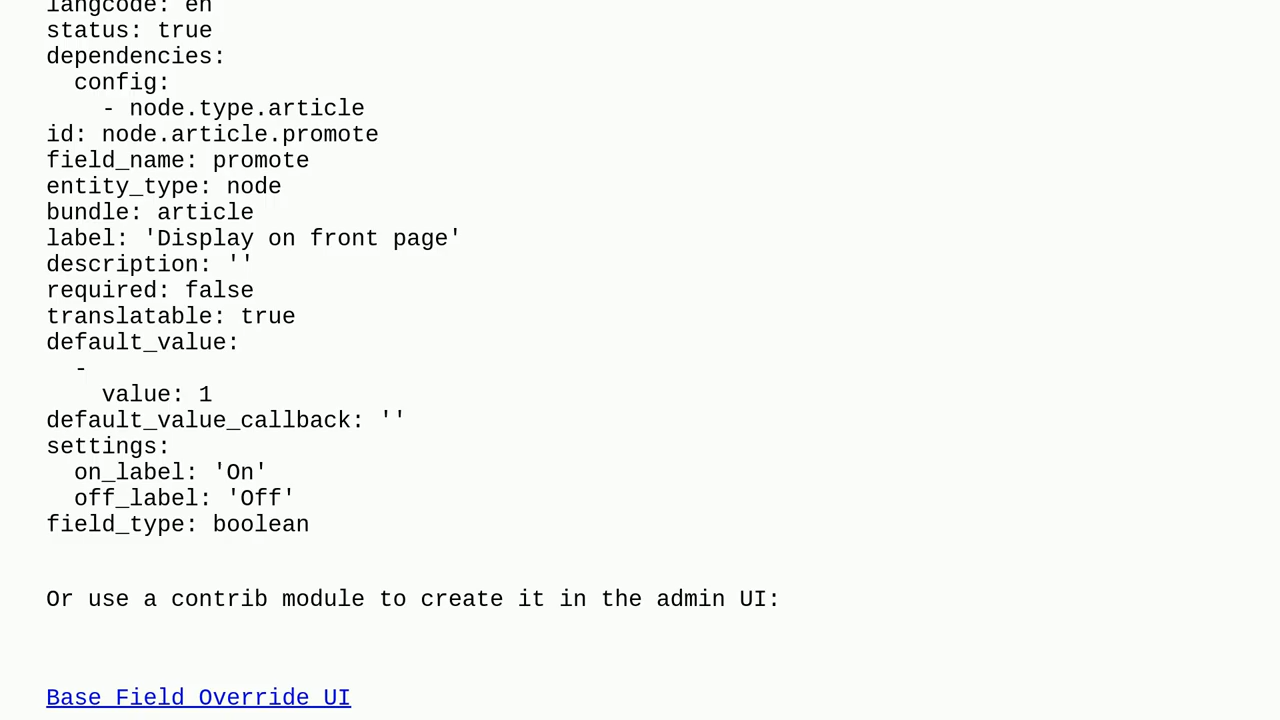 langcode: en
status: true
dependencies:
  config:
    - node.type.article
id: node.article.promote
field_name: promote
entity_type: node
bundle: article
label: 'Display on front page'
description: ''
required: false
translatable: true
default_value:
  -
    value: 1
default_value_callback: ''
settings:
  on_label: 'On'
  off_label: 'Off'
field_type: boolean
Or use a contrib module to create it in the admin UI:
Base Field Override UI